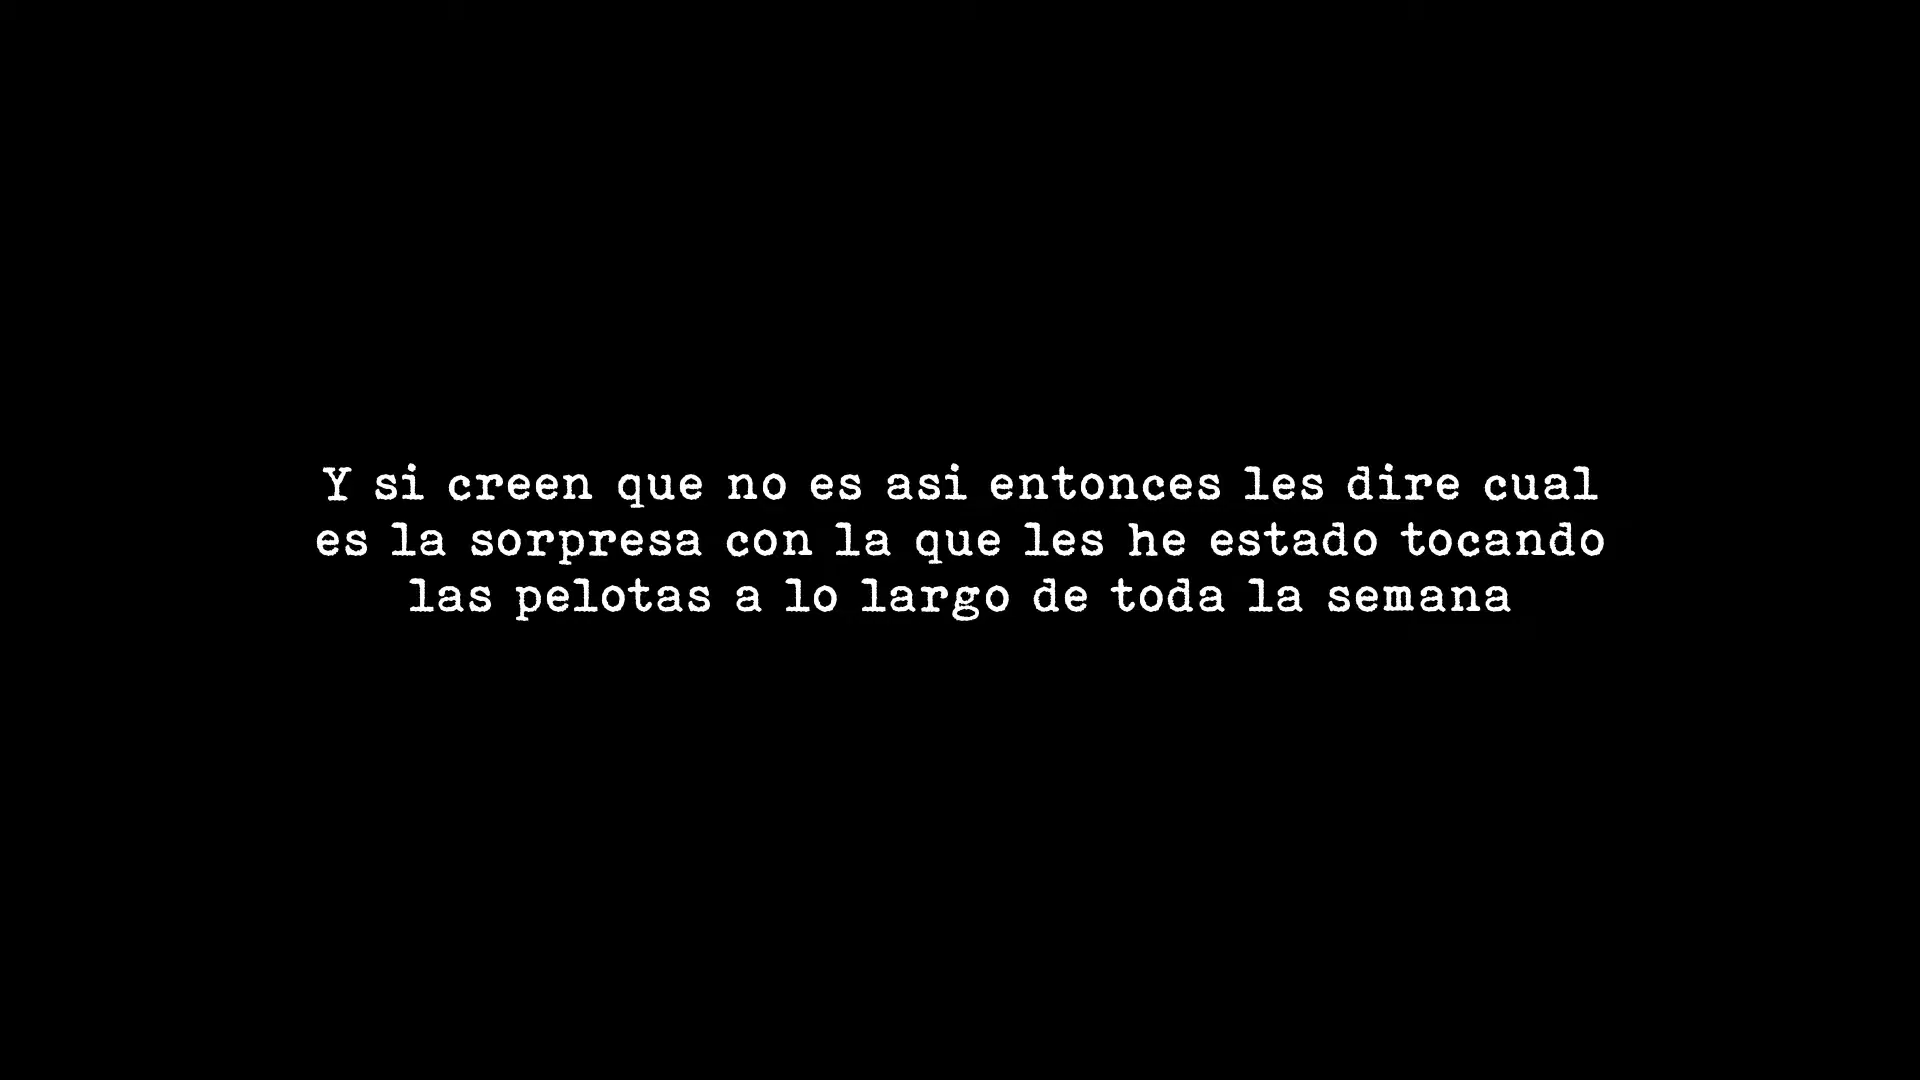 Y si creen que no es asi entonces les dire cual
es la sorpresa con la que les he estado tocando
las pelotas a lo largo de toda la semana